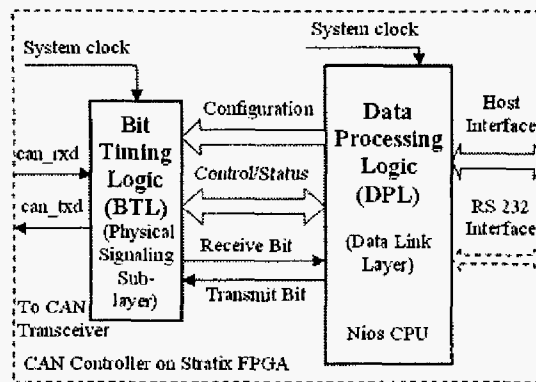 System clock
System clock
Bit
Timing
Logic
(BTL)
(Physical
Signaling
Sub-
layer)
Configuration
Control/Status
Receive Bit
Transmit Bit
Data
Processing
Logic
(DPL)
(Data Link
Layer)
Nios CPU
Host
Interface
RS 232
Interface
can_rxd
can_txd
To CAN
Transceiver
CAN Controller on Stratix FPGA